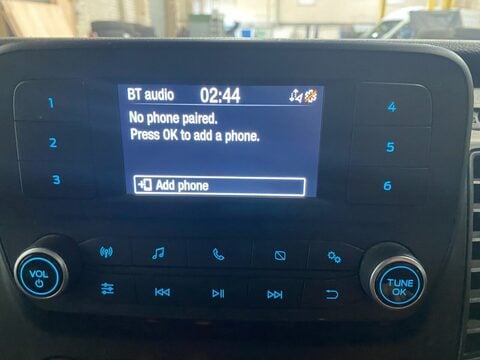 BT audio 02:44
No phone paired.
Press OK to add a phone.
Add phone
1
2
3
4
5
6
VOL
TUNE
OK